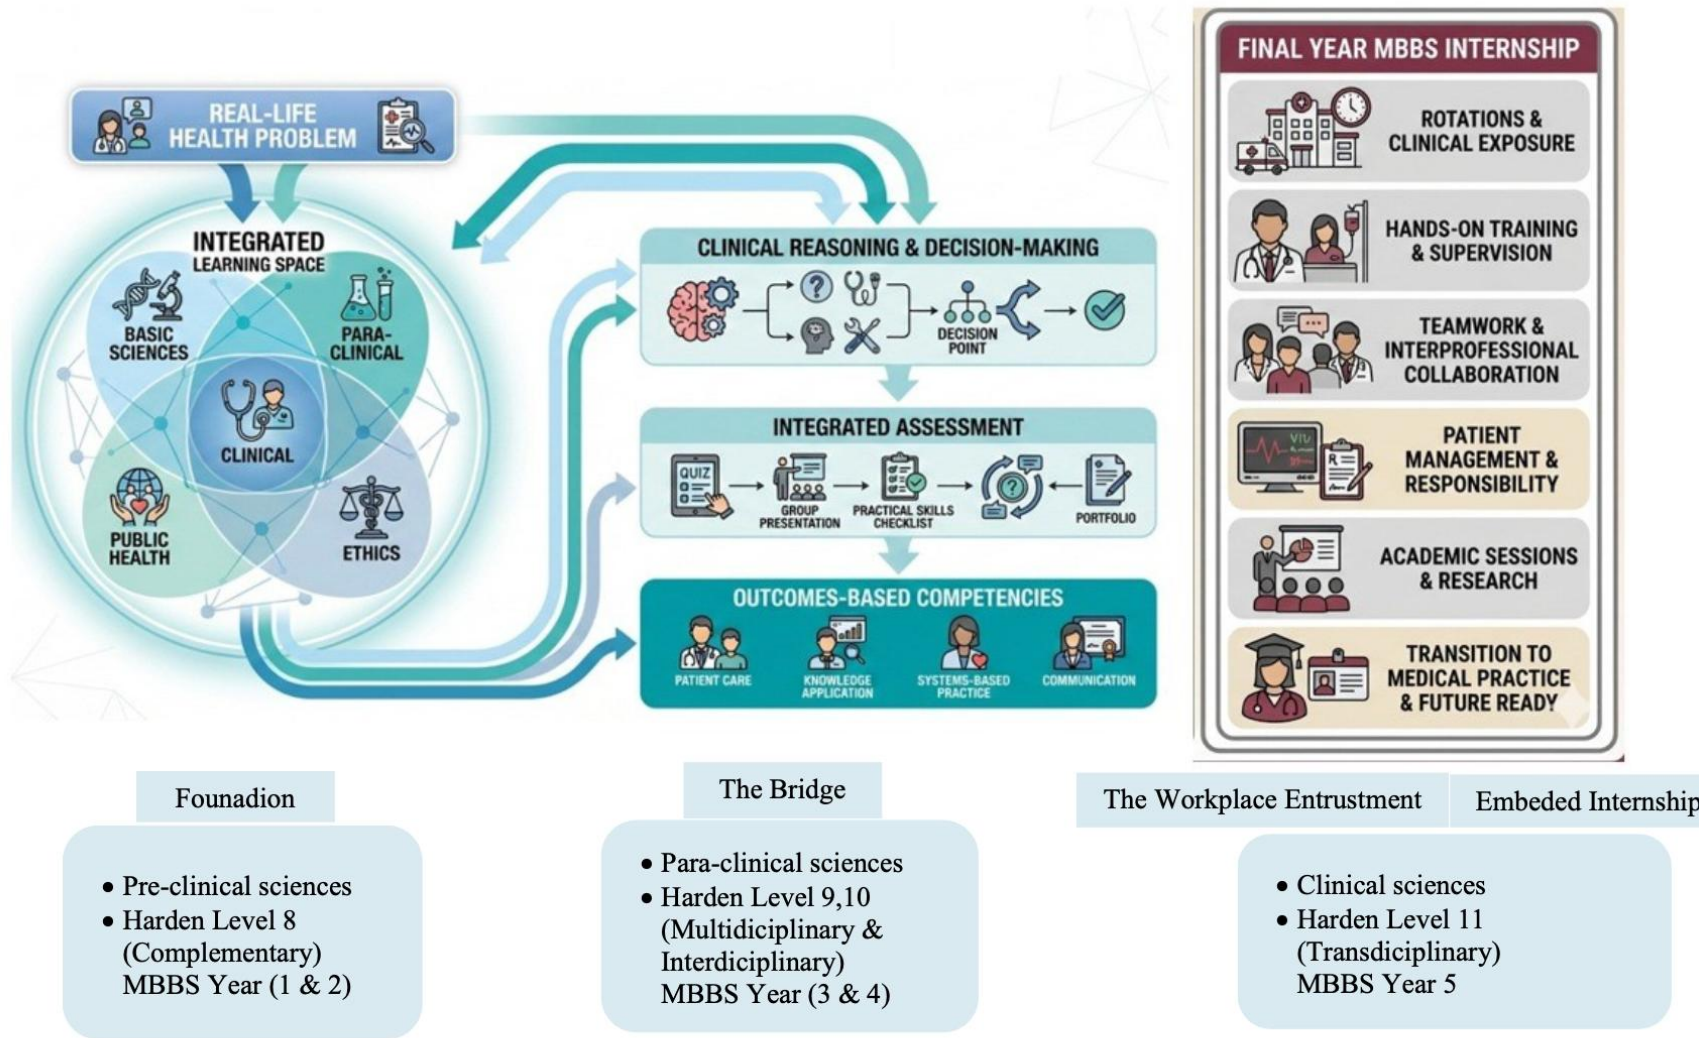 REAL-LIFE
HEALTH PROBLEM
INTEGRATED
LEARNING SPACE
BASIC
SCIENCES
PARA-
CLINICAL
CLINICAL
PUBLIC
HEALTH
ETHICS
CLINICAL REASONING & DECISION-MAKING
?
DECISION
POINT
INTEGRATED ASSESSMENT
QUIZ
GROUP
PRESENTATION
PRACTICAL SKILLS
CHECKLIST
?
PORTFOLIO
OUTCOMES-BASED COMPETENCIES
PATIENT CARE
KNOWLEDGE
APPLICATION
SYSTEMS-BASED
PRACTICE
COMMUNICATION
FINAL YEAR MBBS INTERNSHIP
ROTATIONS &
CLINICAL EXPOSURE
HANDS-ON TRAINING
& SUPERVISION
TEAMWORK &
INTERPROFESSIONAL
COLLABORATION
PATIENT
MANAGEMENT &
RESPONSIBILITY
ACADEMIC SESSIONS
& RESEARCH
TRANSITION TO
MEDICAL PRACTICE
& FUTURE READY
Founadion
• Pre-clinical sciences
• Harden Level 8
(Complementary)
MBBS Year (1 & 2)
The Bridge
• Para-clinical sciences
• Harden Level 9,10
(Multidiciplinary &
Interdiciplinary)
MBBS Year (3 & 4)
The Workplace Entrustment
Embeded Internship
• Clinical sciences
• Harden Level 11
(Transdiciplinary)
MBBS Year 5